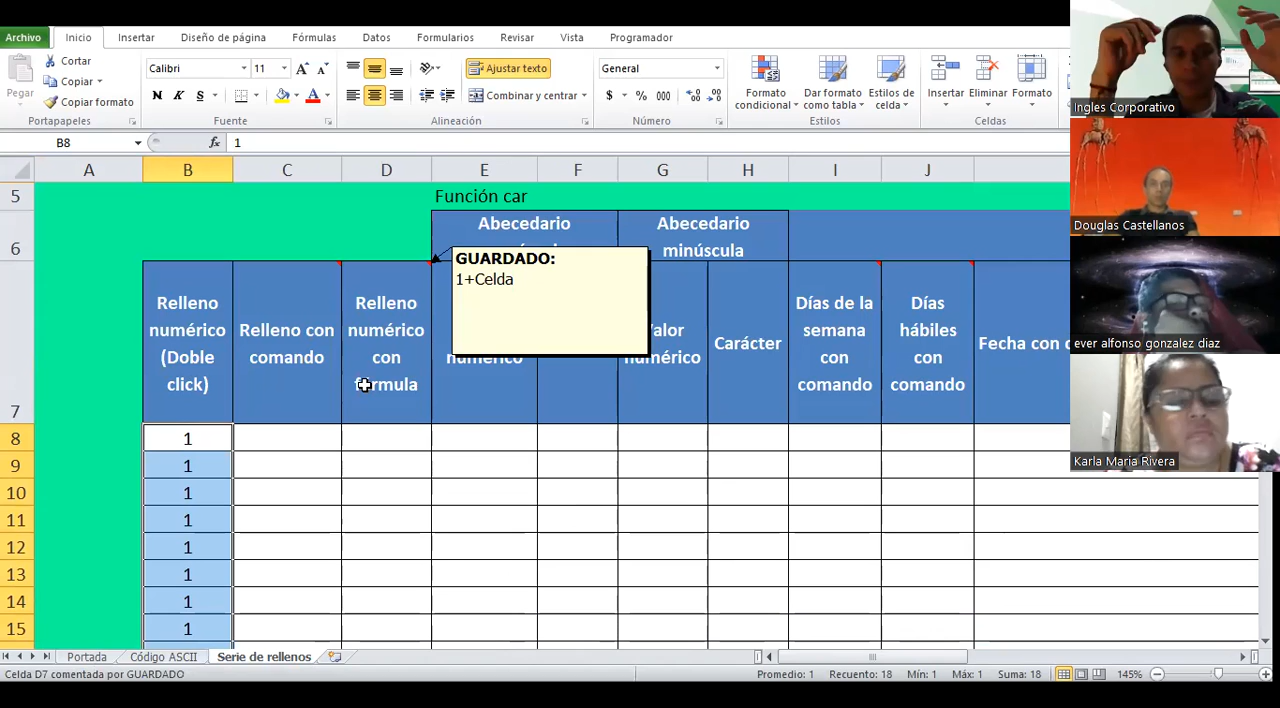 Archivo Inicio Insertar Diseño de página Fórmulas Datos Formularios Revisar Vista Programador
Pegar
Cortar
Copiar
Copiar formato
Portapapeles
Calibri 11
N K S
Fuente
Ajustar texto
Combinar y centrar
Alineación
General
$ % 000
Número
Formato condicional
Dar formato como tabla
Estilos de celda
Estilos
Insertar Eliminar Formato
Celdas
B8 fx 1
A B C D E F G H I J
5 Función car
6 Abecedario
Abecedario minúscula
GUARDADO:
1+Celda
7
Relleno numérico (Doble click)
Relleno con comando
Relleno numérico con fórmula
numérico
Valor numérico
Carácter
Días de la semana con comando
Días hábiles con comando
Fecha con
8 1
9 1
10 1
11 1
12 1
13 1
14 1
15 1
Portada Código ASCII Serie de rellenos
Celda D7 comentada por GUARDADO Promedio: 1 Recuento: 18 Mín: 1 Máx: 1 Suma: 18 145%
Ingles Corporativo
Douglas Castellanos
ever alfonso gonzalez diaz
Karla Maria Rivera